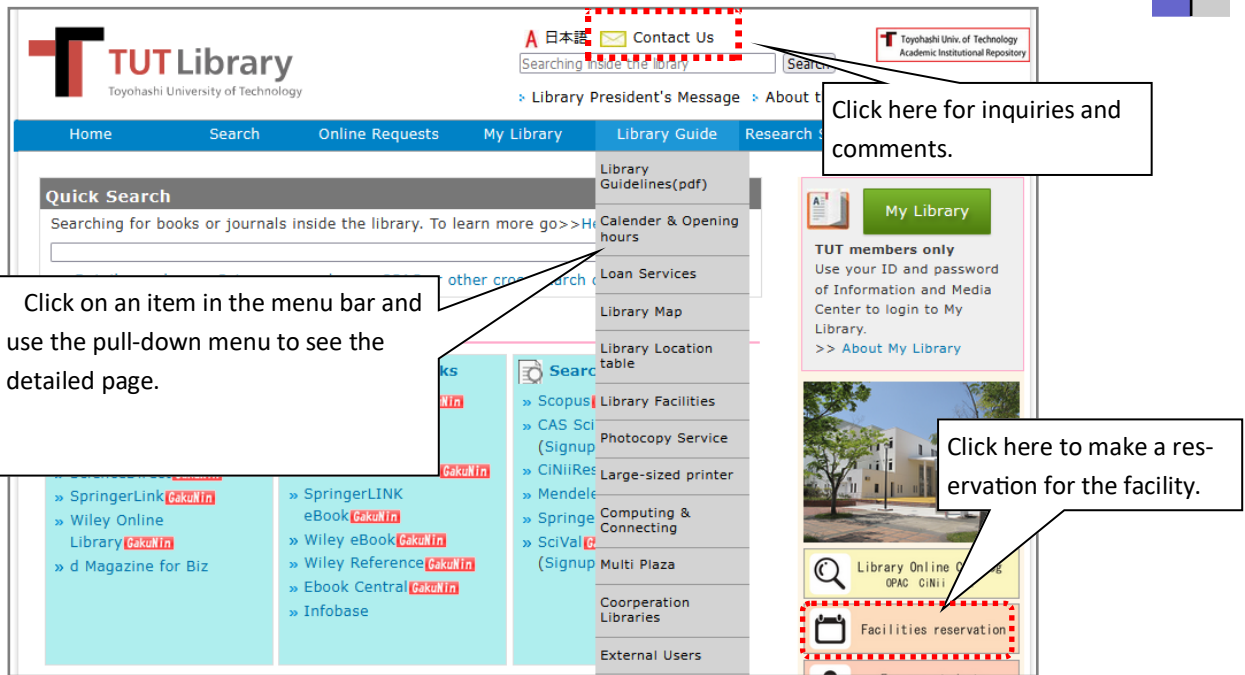 TUT Library
Toyohashi University of Technology
A 日本語 Contact Us
Searching inside the library Search
Toyohashi Univ. of Technology
Academic Institutional Repository
Library President's Message About t
Click here for inquiries and
comments.
Home Search Online Requests My Library Library Guide Research S
Quick Search
Searching for books or journals inside the library. To learn more go>>He
other cross search
Click on an item in the menu bar and
use the pull-down menu to see the
detailed page.
Library
Guidelines(pdf)
Calender & Opening
hours
Loan Services
Library Map
Library Location
table
Library Facilities
Photocopy Service
Large-sized printer
Computing &
Connecting
Multi Plaza
Coorperation
Libraries
External Users
My Library
TUT members only
Use your ID and password
of Information and Media
Center to login to My
Library.
>> About My Library
» SpringerLink GakuNin
» Wiley Online
Library GakuNin
» d Magazine for Biz
ks
GakuNin
» SpringerLINK
eBook GakuNin
» Wiley eBook GakuNin
» Wiley Reference GakuNin
» Ebook Central GakuNin
» Infobase
Searc
» Scopus
» CAS Sci
(Signup
» CiNiiRes
» Mendele
» Springe
» SciVal
(Signup
Click here to make a res-
ervation for the facility.
Library Online
OPAC CiNii
Facilities reservation